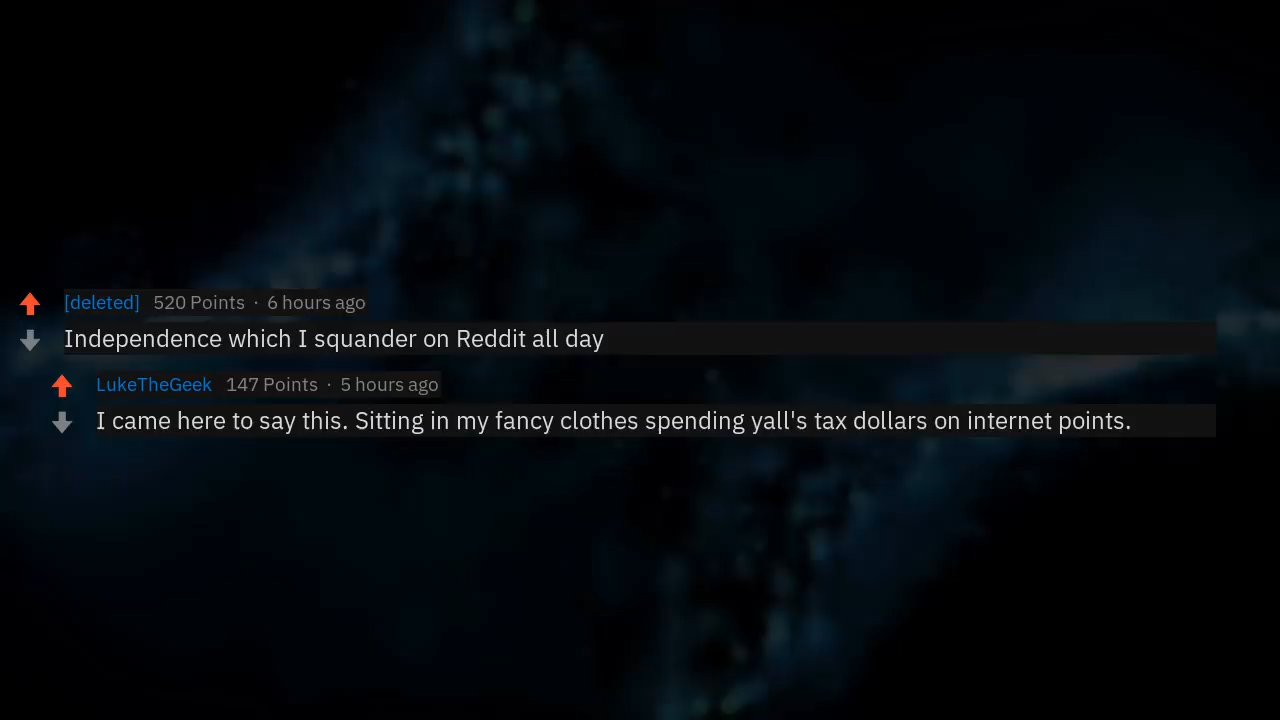 [deleted] 520 Points · 6 hours ago
Independence which I squander on Reddit all day
LukeTheGeek 147 Points · 5 hours ago
I came here to say this. Sitting in my fancy clothes spending yall's tax dollars on internet points.